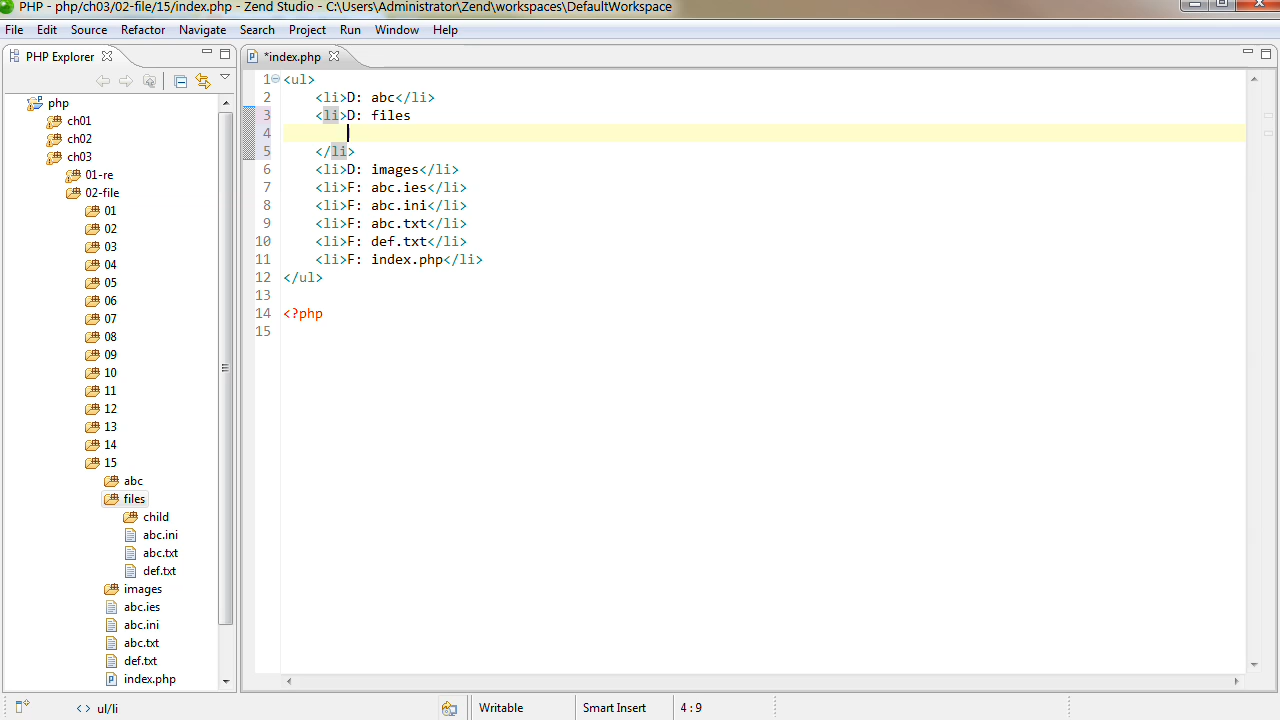 PHP - php/ch03/02-file/15/index.php - Zend Studio - C:\Users\Administrator\Zend\workspaces\DefaultWorkspace
File Edit Source Refactor Navigate Search Project Run Window Help
PHP Explorer
php
ch01
ch02
ch03
01-re
02-file
01
02
03
04
05
06
07
08
09
10
11
12
13
14
15
abc
files
child
abc.ini
abc.txt
def.txt
images
abc.ies
abc.ini
abc.txt
def.txt
index.php
*index.php
1 <ul>
2 <li>D: abc</li>
3 <li>D: files
4
5 </li>
6 <li>D: images</li>
7 <li>F: abc.ies</li>
8 <li>F: abc.ini</li>
9 <li>F: abc.txt</li>
10 <li>F: def.txt</li>
11 <li>F: index.php</li>
12 </ul>
13
14 <?php
15
<> ul/li Writable Smart Insert 4 : 9